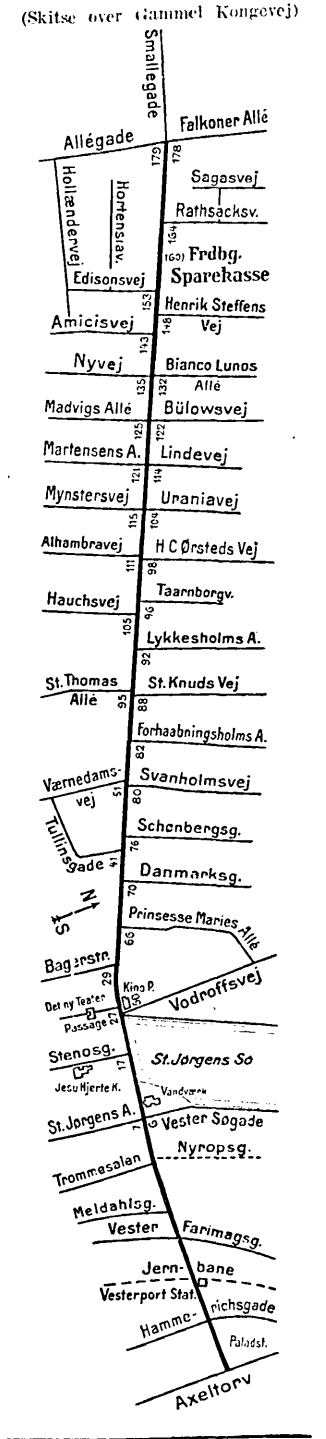 (Skitse over Gammel Kongevej)
Smallegade
Allégade
Falkoner Allé
179
178
Hollændervej
Hortensiav.
Sagasvej
Rathsacksv.
164
160) Frdbg.
Sparekasse
Edisonsvej
153
Henrik Steffens
Vej
148
Amicisvej
143
Nyvej
Bianco Lunos
Allé
135
132
Madvigs Allé
Bülowsvej
125
122
Martensens A.
Lindevej
121
114
Mynstersvej
Uraniavej
115
104
Alhambravej
H C Ørsteds Vej
111
98
Taarnborgv.
Hauchsvej
96
105
Lykkesholms A.
92
St. Thomas
Allé
St. Knuds Vej
95
88
Forhaabningsholms A.
82
Værnedams-
vej
Svanholmsvej
51
80
Tullinsgade
Schønbergsg.
76
41
Danmarksg.
70
N
S
Prinsesse Maries Allé
66
Bagerstr.
29
Vodroffsvej
Det ny Teater
Kino P.
90
27
Passage
Stenosg.
17
St. Jørgens Sø
Jesu Hjerte K.
Vandværk
St. Jørgens A.
7
6
Vester Søgade
Nyropsg.
Trommesalen
Meldahlsg.
Vester
Farimagsg.
Jern-
bane
Vesterport Stat.
Hamme-
richsgade
Paladst.
Axeltorv